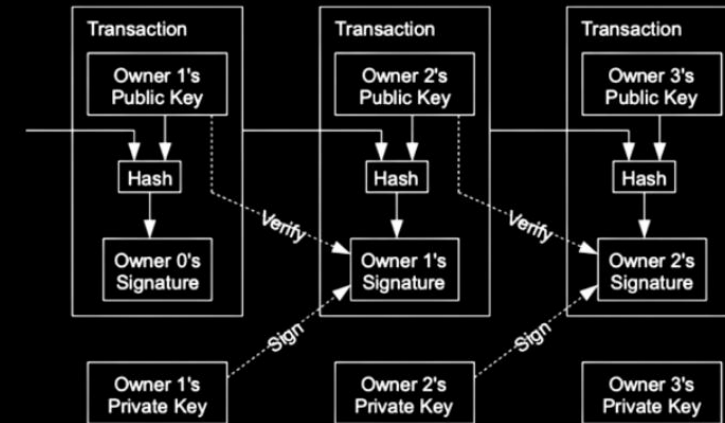 Transaction
Owner 1's
Public Key
Hash
Owner 0's
Signature
Transaction
Owner 2's
Public Key
Hash
Verify
Owner 1's
Signature
Transaction
Owner 3's
Public Key
Hash
Verify
Owner 2's
Signature
Sign
Sign
Owner 1's
Private Key
Owner 2's
Private Key
Owner 3's
Private Key